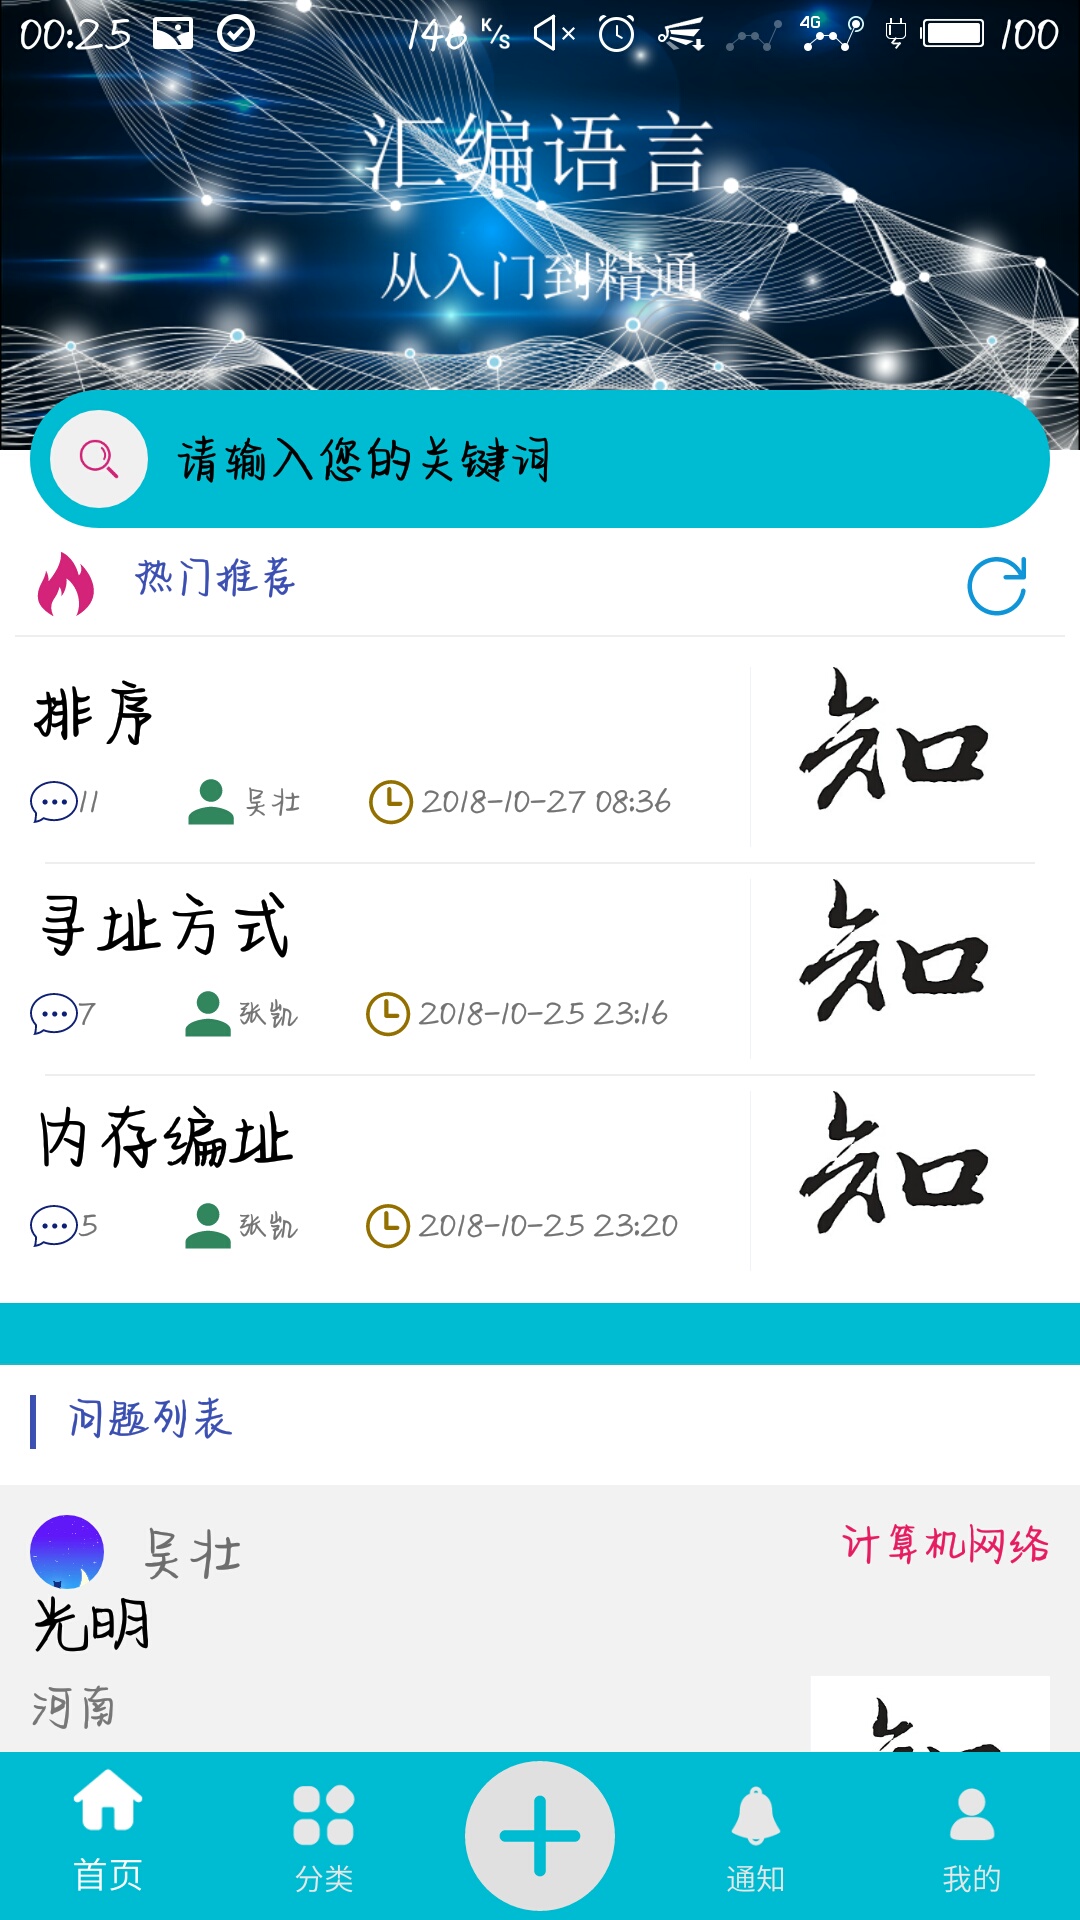 00:25 146 K/s 4G 100
汇编语言
从入门到精通
请输入您的关键词
热门推荐
排序
知
11 吴壮 2018-10-27 08:36
寻址方式
知
7 张凯 2018-10-25 23:16
内存编址
知
5 张凯 2018-10-25 23:20
问题列表
吴壮 计算机网络
光明
河南
首页 分类 通知 我的